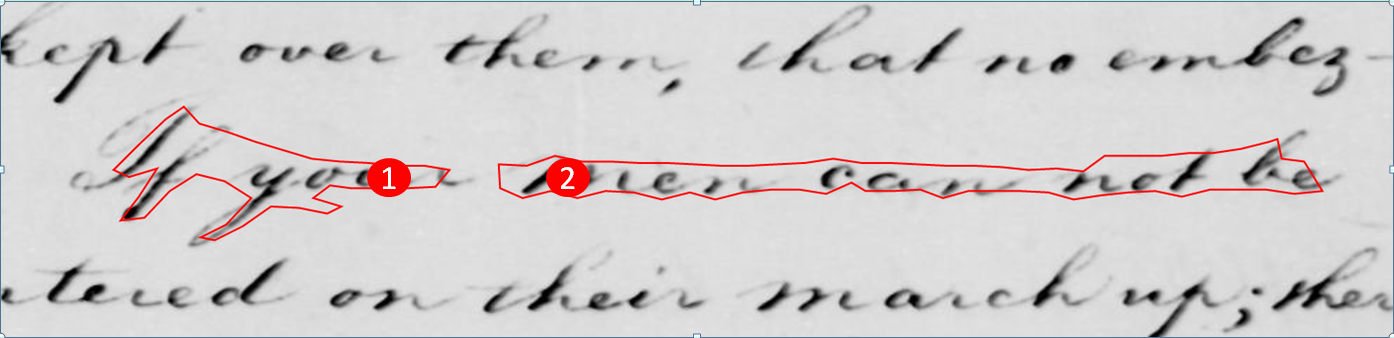 kept over them, that no embez-
If your men can not be
tered on their march up; ther
1
2